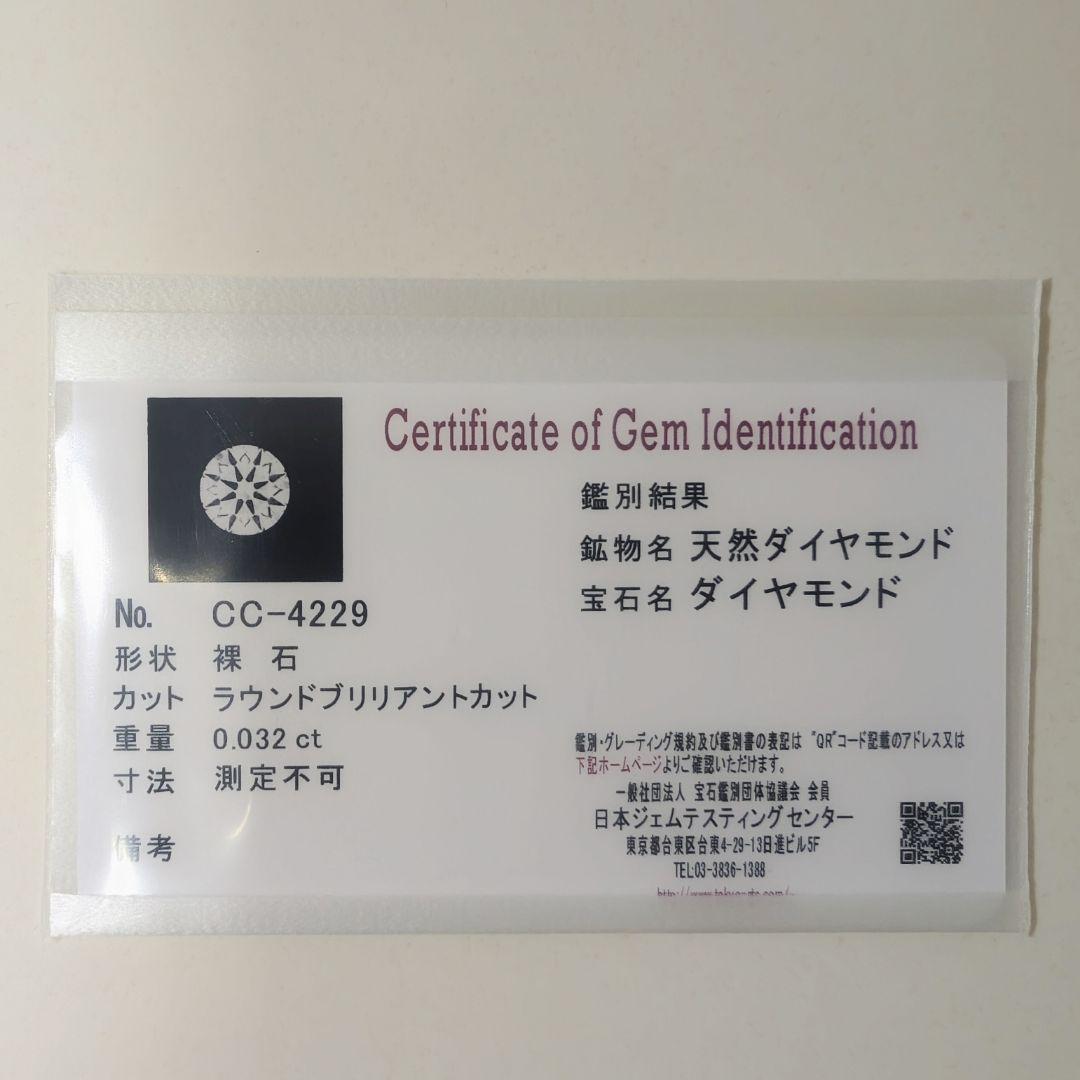 Certificate of Gem Identification
鑑別結果
鉱物名 天然ダイヤモンド
宝石名 ダイヤモンド
No. CC-4229
形状 裸 石
カット ラウンドブリリアントカット
重量 0.032 ct
寸法 測定不可
備考
鑑別・グレーディング規約及び鑑別書の表記は "QR"コード記載のアドレス又は
下記ホームページよりご確認いただけます。
一般社団法人 宝石鑑別団体協議会 会員
日本ジェムテスティングセンター
東京都台東区台東4-29-13日進ビル5F
TEL:03-3836-1388